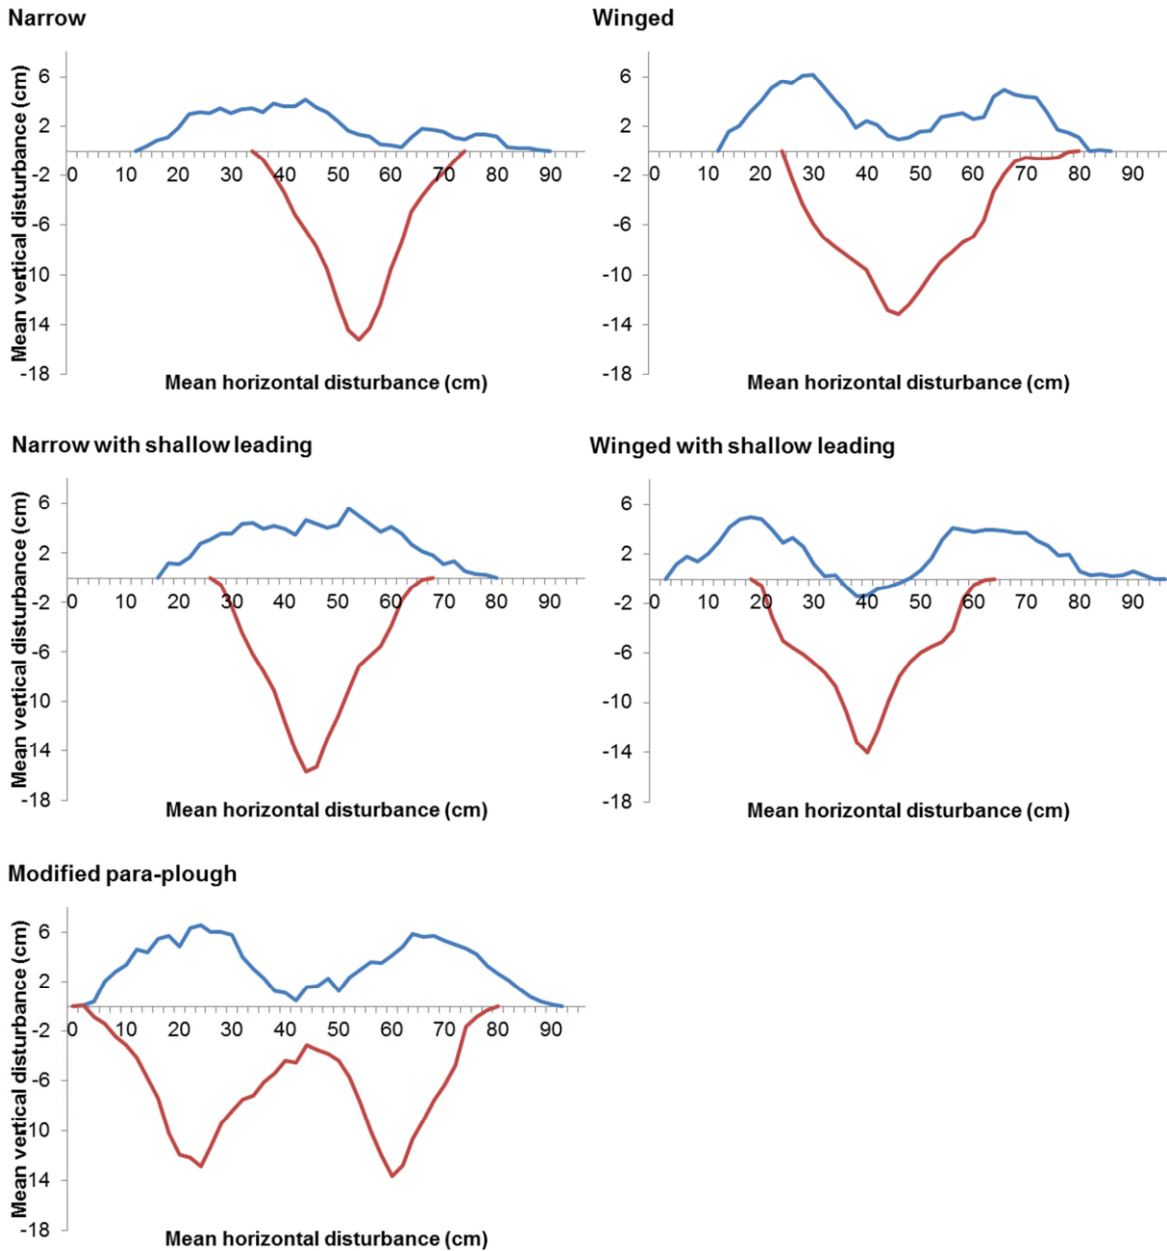 Narrow
Mean vertical disturbance (cm)
6
2
-2
-6
-10
-14
-18
0 10 20 30 40 50 60 70 80 90
Mean horizontal disturbance (cm)
Winged
6
2
-2
-6
-10
-14
-18
0 10 20 30 40 50 60 70 80 90
Mean horizontal disturbance (cm)
Narrow with shallow leading
Mean vertical disturbance (cm)
6
2
-2
-6
-10
-14
-18
0 10 20 30 40 50 60 70 80 90
Mean horizontal disturbance (cm)
Winged with shallow leading
6
2
-2
-6
-10
-14
-18
0 10 20 30 40 50 60 70 80 90
Mean horizontal disturbance (cm)
Modified para-plough
Mean vertical disturbance (cm)
6
2
-2
-6
-10
-14
-18
0 10 20 30 40 50 60 70 80 90
Mean horizontal disturbance (cm)